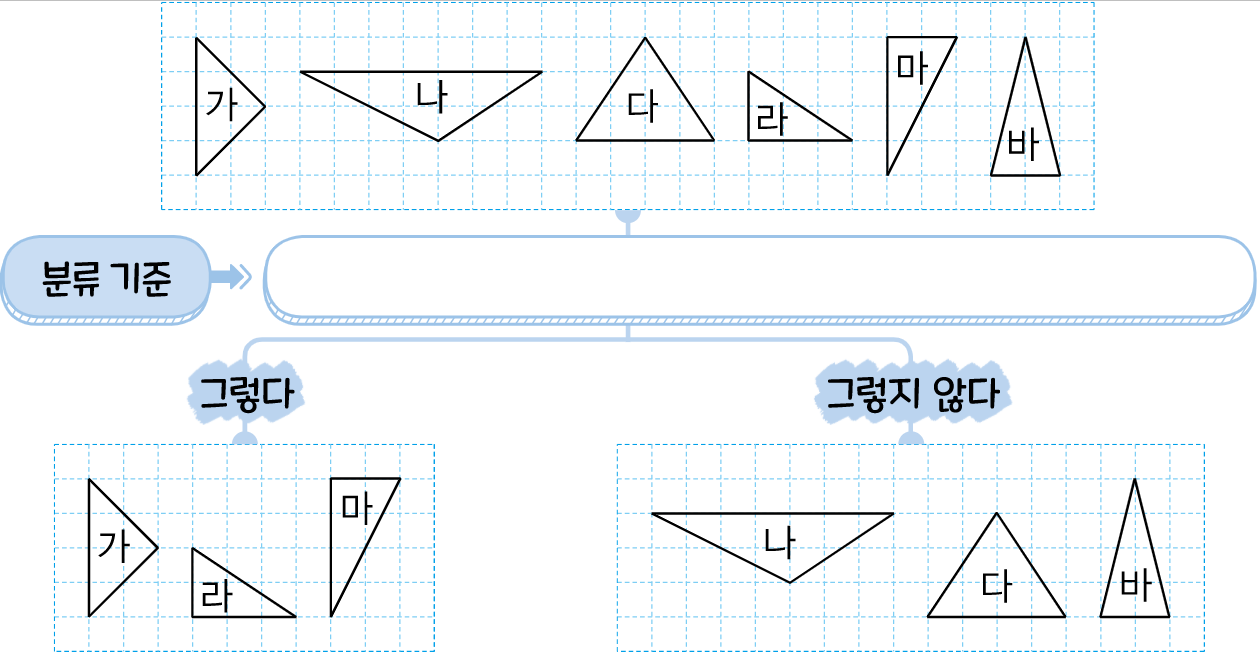 가 나 다 라 마 바
분류 기준
그렇다 그렇지 않다
가 라 마 나 다 바